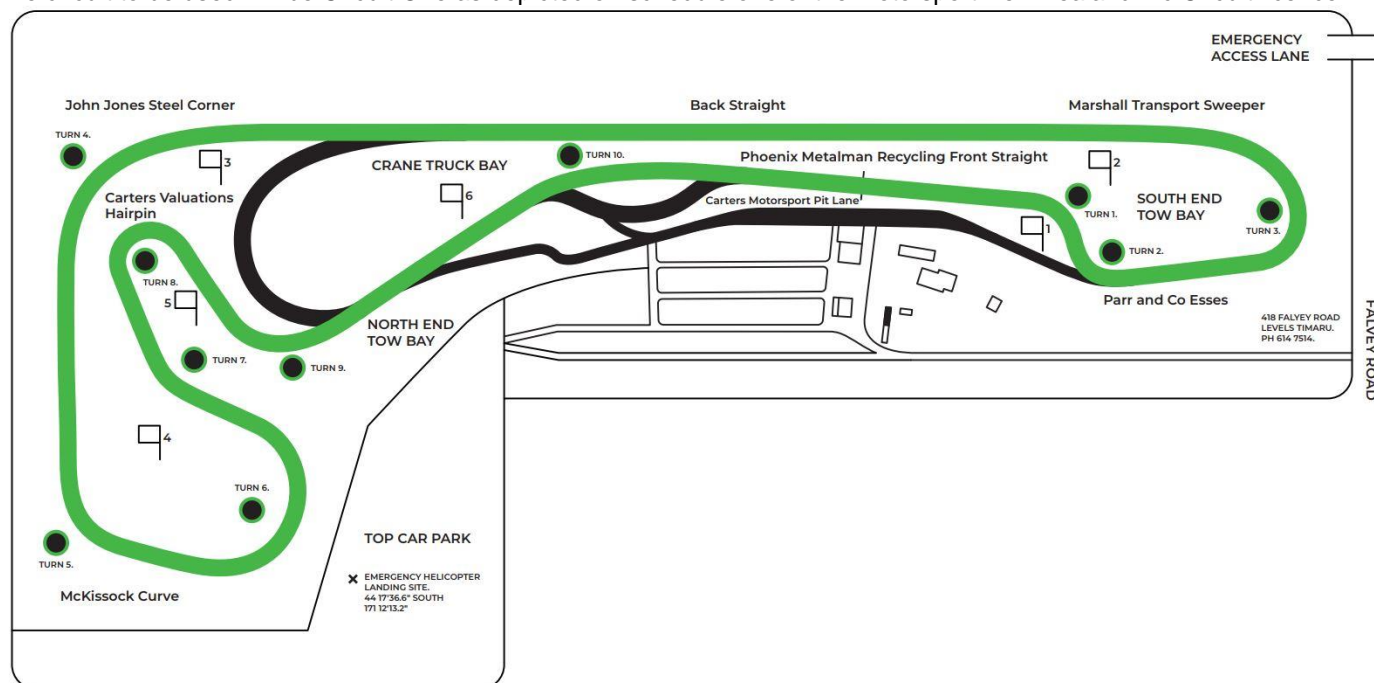 EMERGENCY
ACCESS LANE
John Jones Steel Corner
Back Straight
Marshall Transport Sweeper
TURN 4.
3
CRANE TRUCK BAY
TURN 10.
Phoenix Metalman Recycling Front Straight
2
Carters Valuations
Hairpin
6
Carters Motorsport Pit Lane
TURN 1.
SOUTH END
TOW BAY
TURN 3.
1
TURN 2.
TURN 8.
5
Parr and Co Esses
NORTH END
TOW BAY
418 FALVEY ROAD
LEVELS TIMARU.
PH 614 7514.
FALVEY ROAD
TURN 7.
TURN 9.
4
TURN 6.
TOP CAR PARK
TURN 5.
EMERGENCY HELICOPTER
LANDING SITE.
44 17'36.6" SOUTH
171 12'13.2"
McKissock Curve